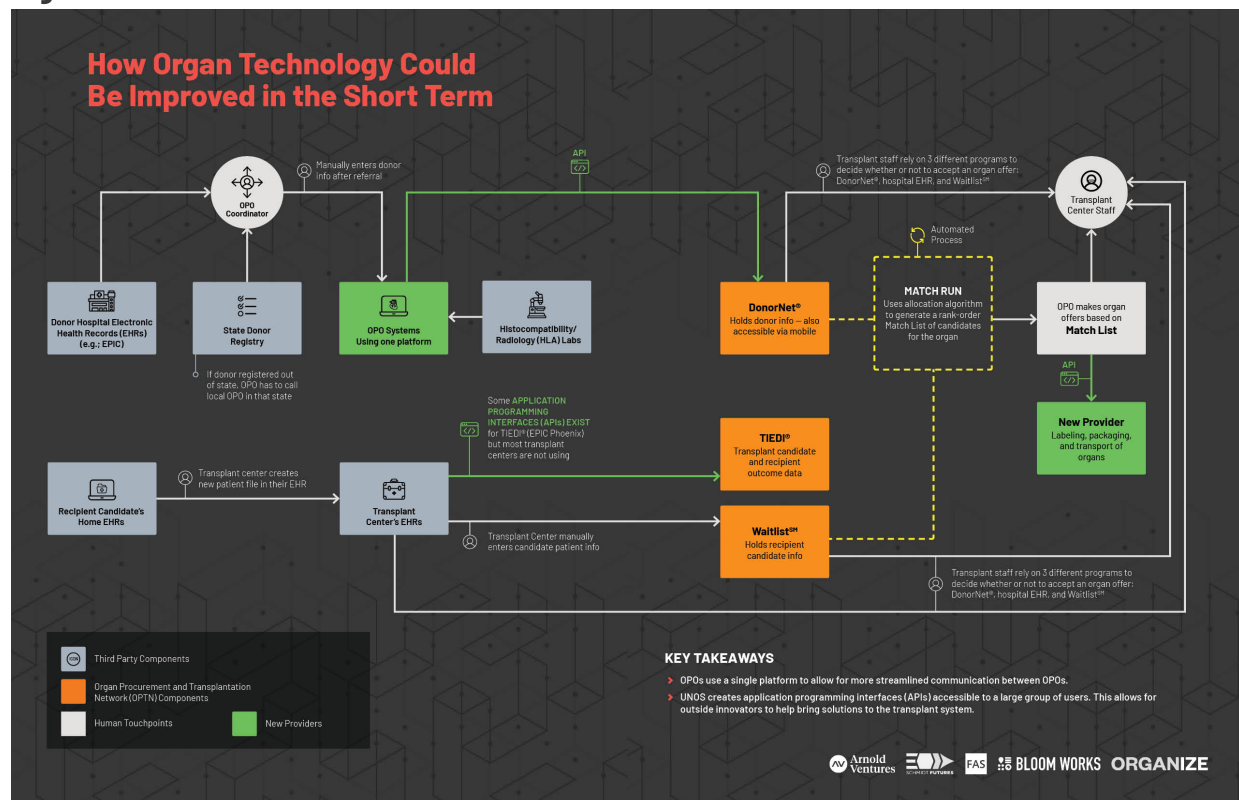 How Organ Technology Could
Be Improved in the Short Term
OPO
Coordinator
Manually enters donor
info after referral
API
Transplant staff rely on 3 different programs to
decide whether or not to accept an organ offer:
DonorNet®, hospital EHR, and Waitlist℠
Transplant
Center Staff
Automated
Process
Donor Hospital Electronic
Health Records (EHRs)
(e.g.; EPIC)
State Donor
Registry
OPO Systems
Using one platform
Histocompatibility/
Radiology (HLA) Labs
DonorNet®
Holds donor info – also
accessible via mobile
MATCH RUN
Uses allocation algorithm
to generate a rank-order
Match List of candidates
for the organ
OPO makes organ
offers based on
Match List
If donor registered out
of state, OPO has to call
local OPO in that state
API
New Provider
Labeling, packaging,
and transport of
organs
Some APPLICATION
PROGRAMMING
INTERFACES (APIs) EXIST
for TIEDI® (EPIC Phoenix)
but most transplant
centers are not using
TIEDI®
Transplant candidate
and recipient
outcome data
Transplant center creates
new patient file in their EHR
Recipient Candidate's
Home EHRs
Transplant
Center's EHRs
Transplant Center manually
enters candidate patient info
Waitlist℠
Holds recipient
candidate info
Transplant staff rely on 3 different programs to
decide whether or not to accept an organ offer:
DonorNet®, hospital EHR, and Waitlist℠
ICON
Third Party Components
Organ Procurement and Transplantation
Network (OPTN) Components
Human Touchpoints
New Providers
KEY TAKEAWAYS
OPOs use a single platform to allow for more streamlined communication between OPOs.
UNOS creates application programming interfaces (APIs) accessible to a large group of users. This allows for
outside innovators to help bring solutions to the transplant system.
AV Arnold
Ventures
SCHMIDT FUTURES
FAS
BLOOM WORKS
ORGANIZE